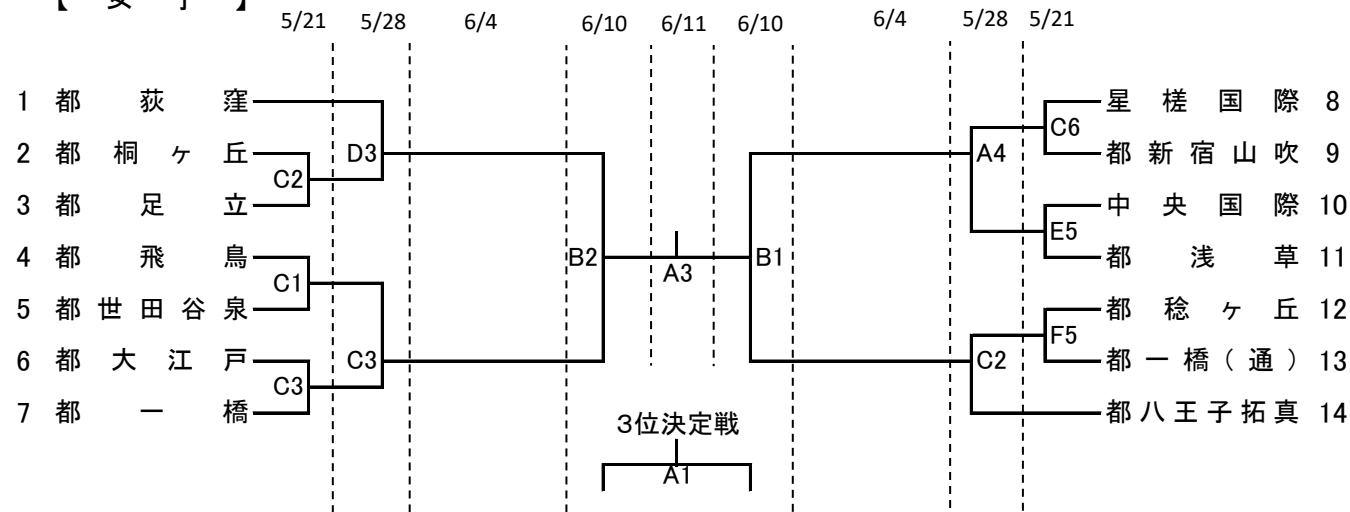 【 女 子 】
5/21 5/28 6/4 6/10 6/11 6/10 6/4 5/28 5/21
1 都 荻 窪 星 槎 国 際 8
C6
2 都 桐 ヶ 丘 D3 A4 都 新 宿 山 吹 9
C2
3 都 足 立 中 央 国 際 10
E5
4 都 飛 鳥 B2 B1 都 浅 草 11
C1 A3
5 都 世 田 谷 泉 都 稔 ヶ 丘 12
F5
6 都 大 江 戸 C3 C2 都 一 橋 ( 通 ) 13
C3
7 都 一 橋 都 八 王 子 拓 真 14
3位決定戦
A1